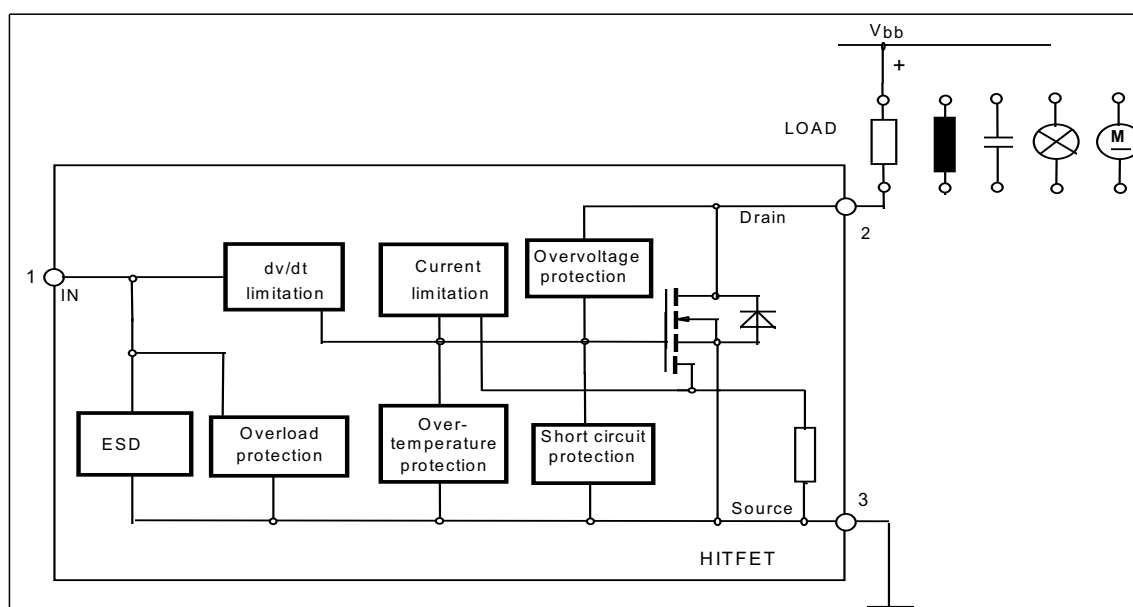 Vbb
+
LOAD
M
Drain
2
Overvoltage
protection
dv/dt
limitation
Current
limitation
1
IN
ESD
Overload
protection
Over-
temperature
protection
Short circuit
protection
Source
3
HITFET